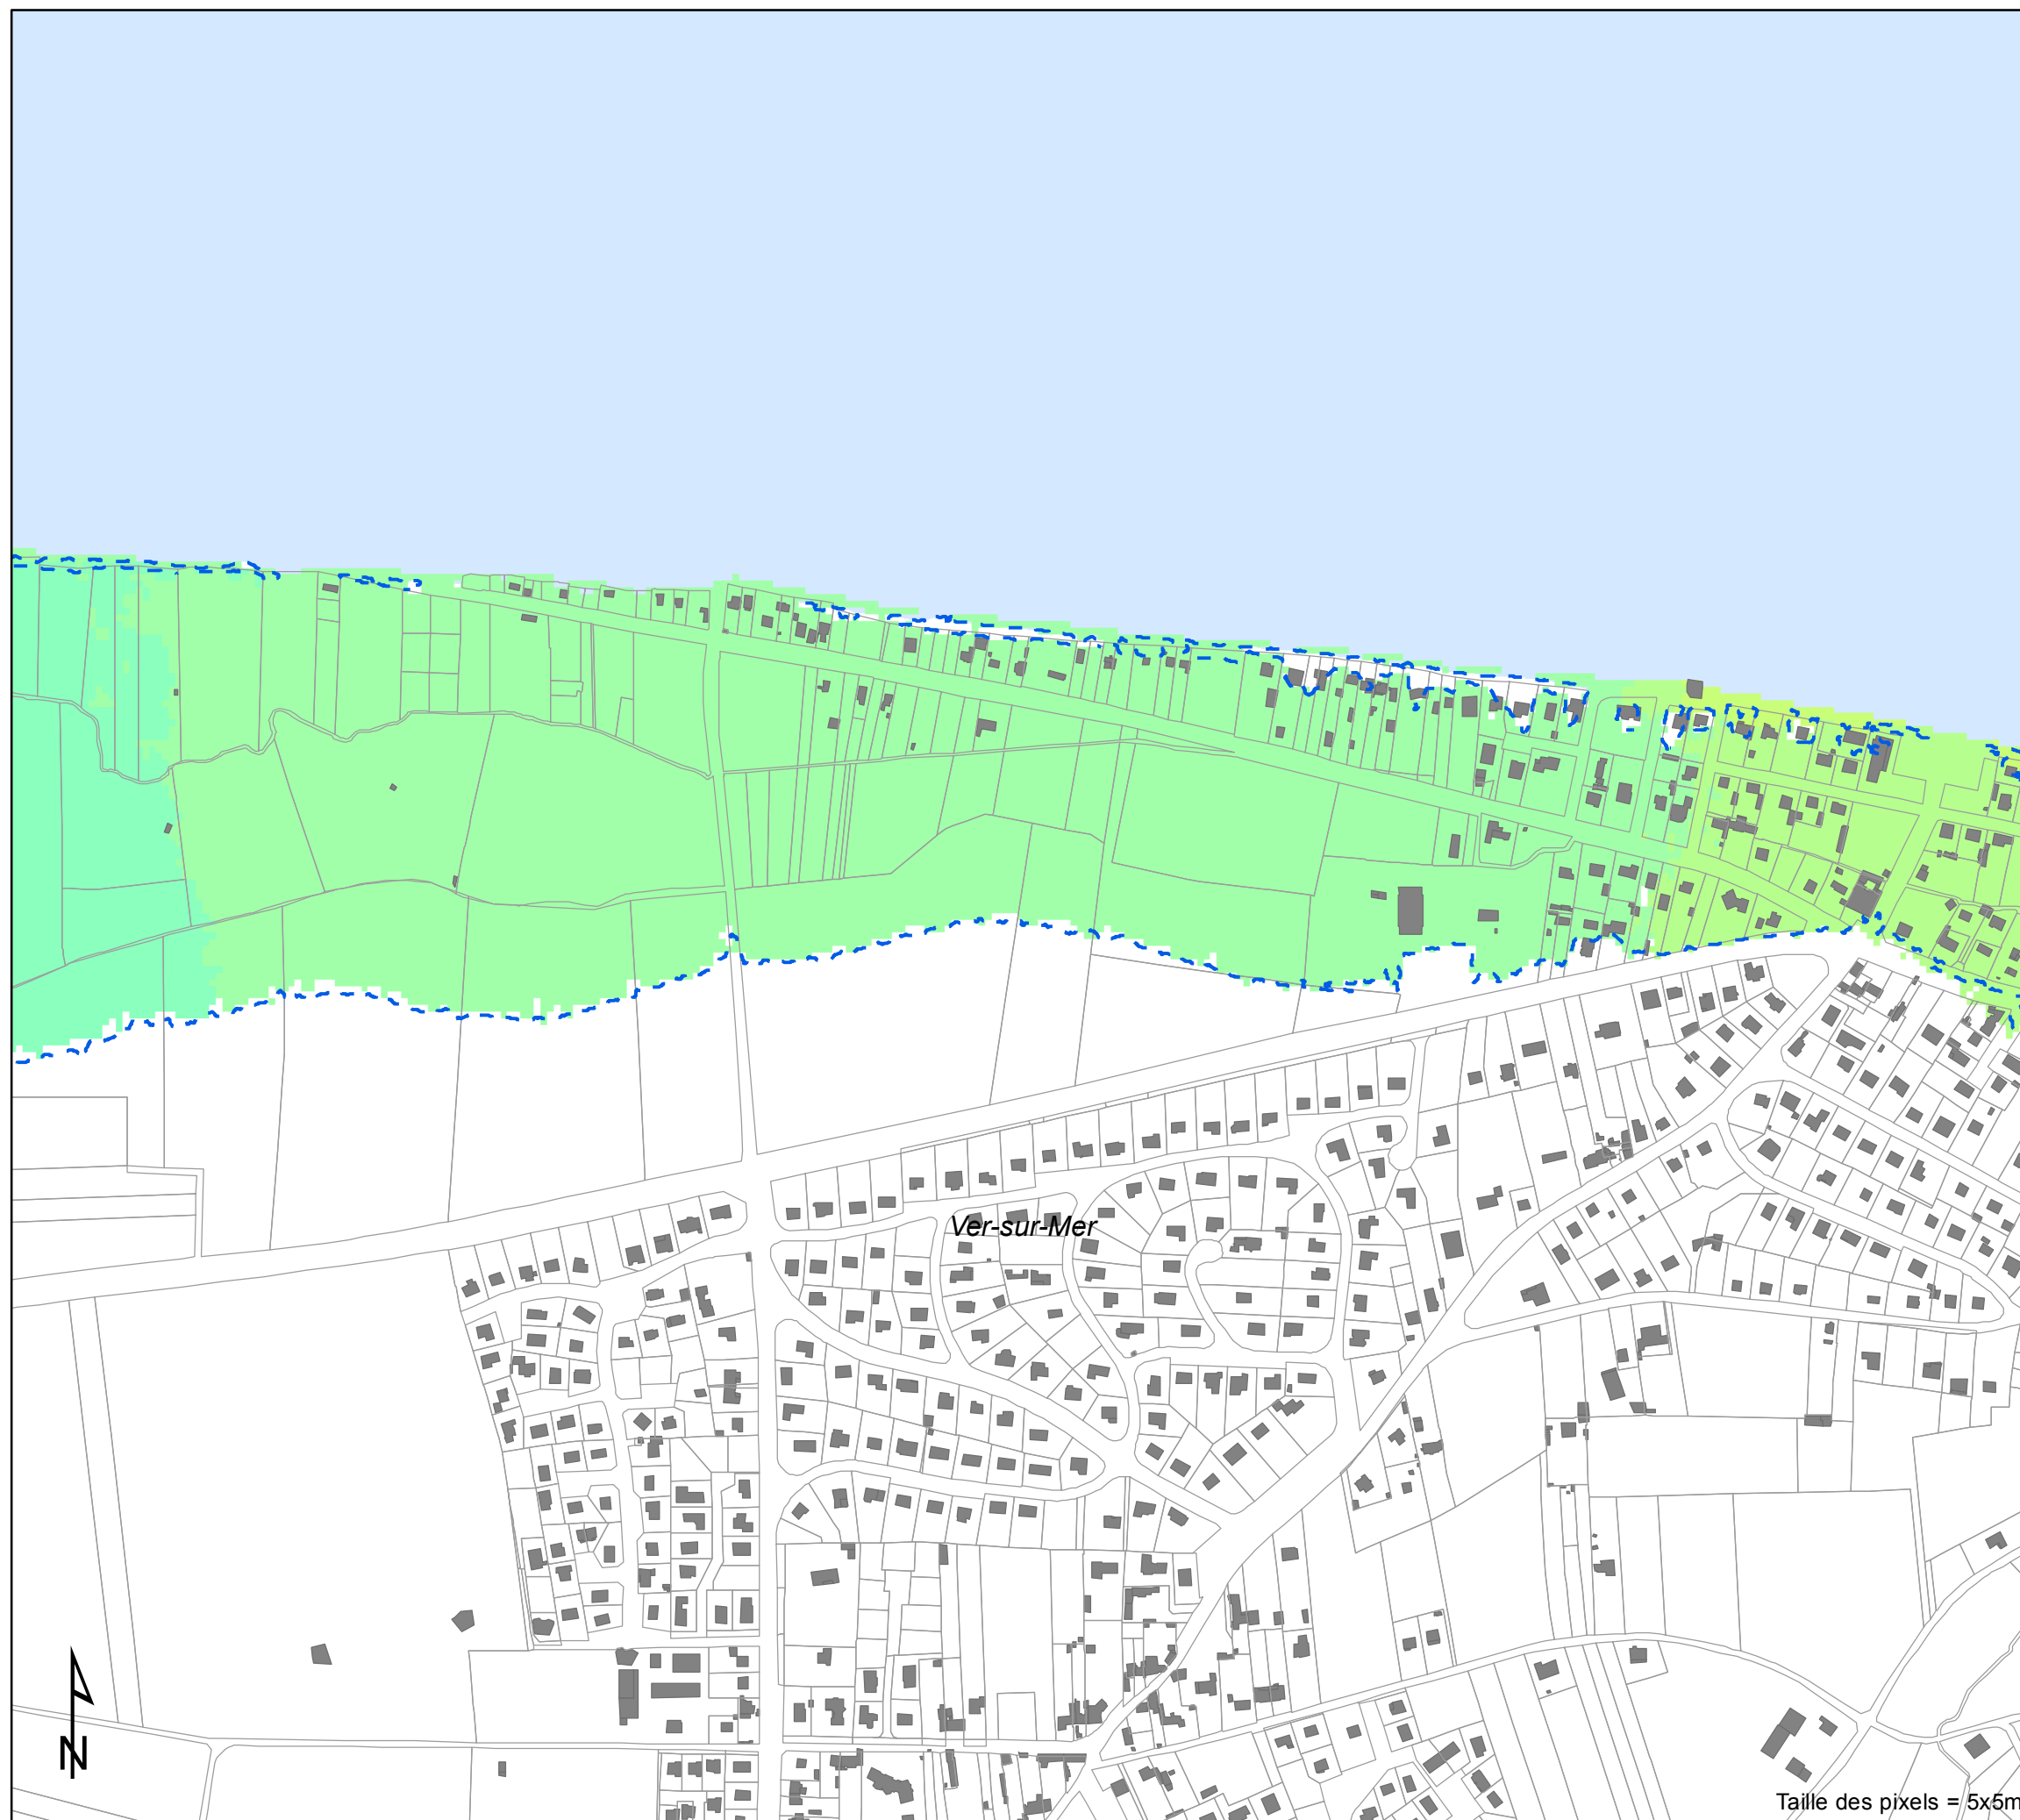 Ver-sur-Mer
N
Taille des pixels = 5x5m